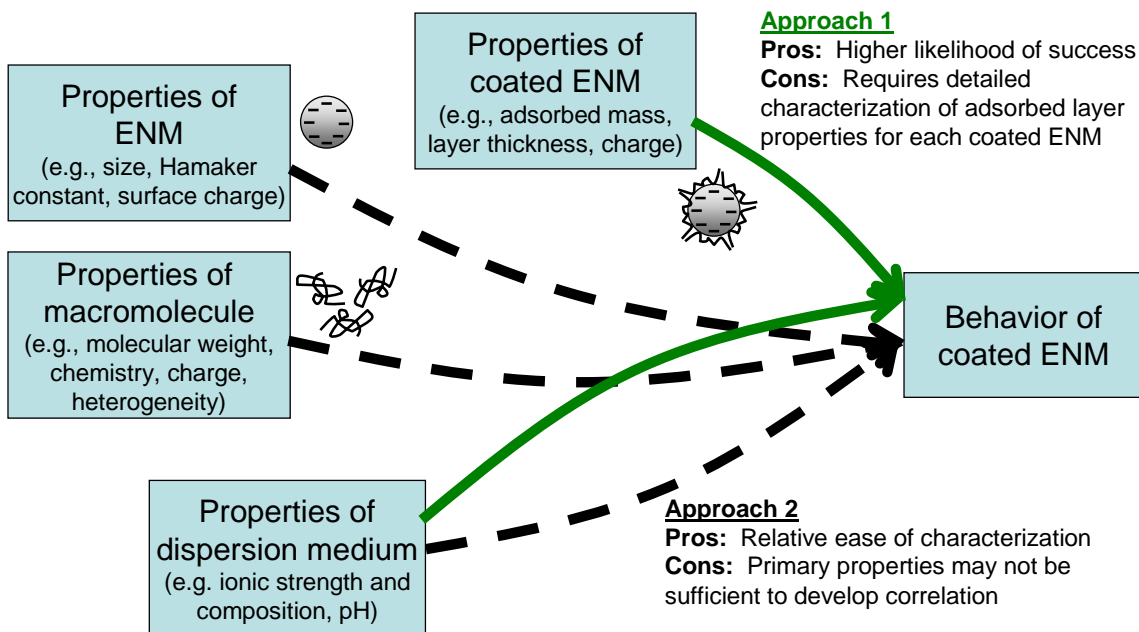 Properties of
ENM
(e.g., size, Hamaker
constant, surface charge)
Properties of
coated ENM
(e.g., adsorbed mass,
layer thickness, charge)
Approach 1
Pros: Higher likelihood of success
Cons: Requires detailed
characterization of adsorbed layer
properties for each coated ENM
Properties of
macromolecule
(e.g., molecular weight,
chemistry, charge,
heterogeneity)
Behavior of
coated ENM
Properties of
dispersion medium
(e.g. ionic strength and
composition, pH)
Approach 2
Pros: Relative ease of characterization
Cons: Primary properties may not be
sufficient to develop correlation